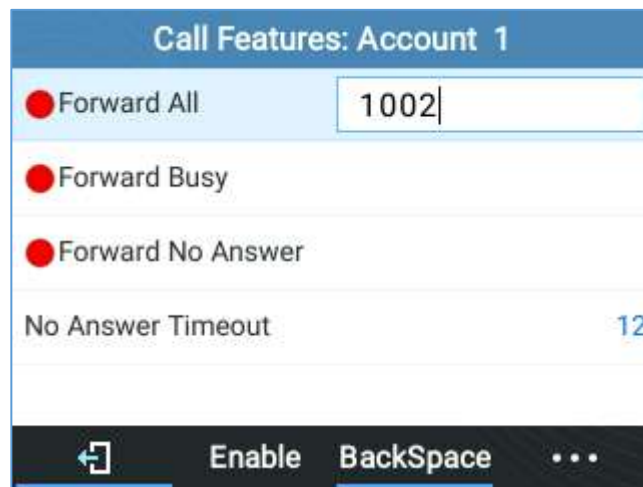 Call Features: Account 1
Forward All 1002
Forward Busy
Forward No Answer
No Answer Timeout 12
Enable BackSpace ...